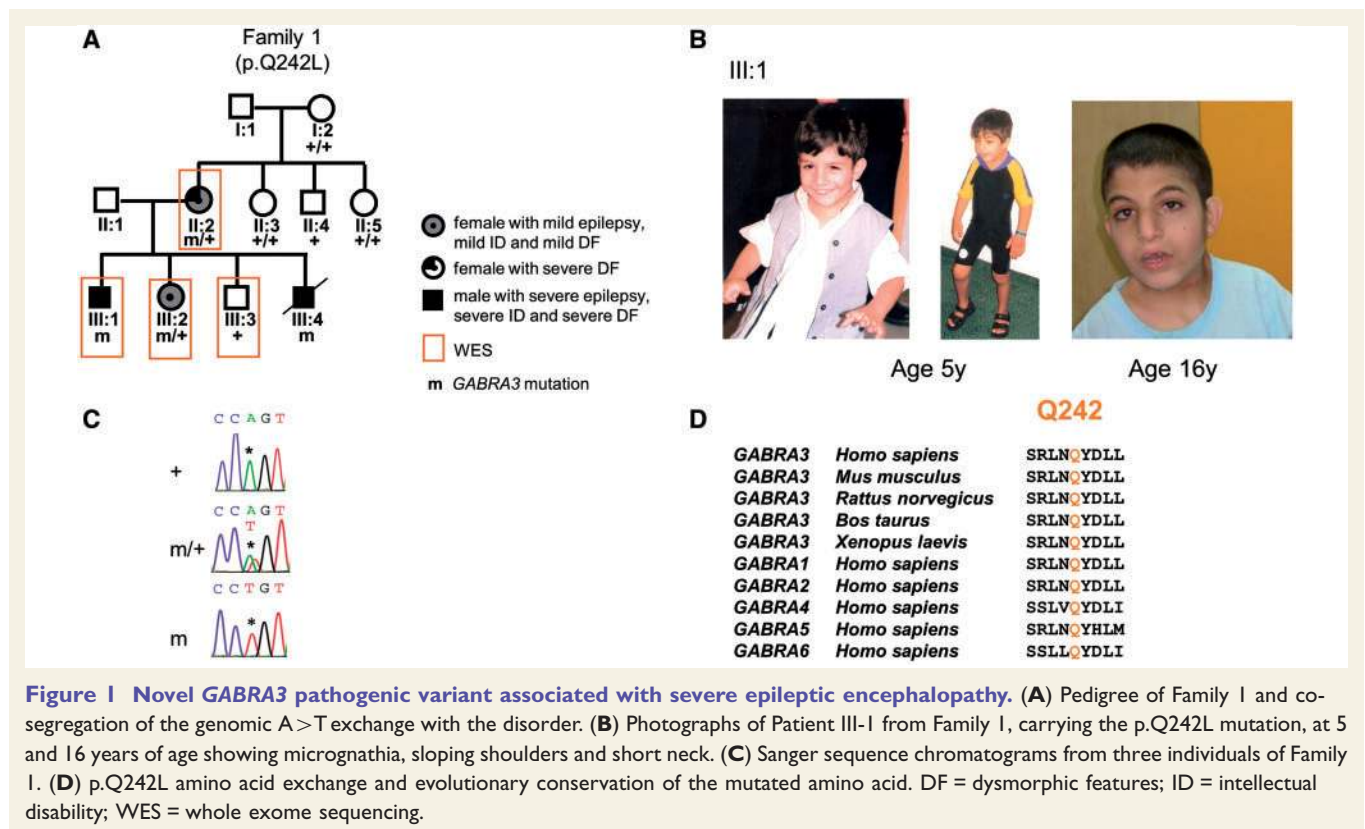 A
Family 1
(p.Q242L)
I:1
I:2
+/+
II:1
II:2
m/+
II:3
+/+
II:4
+
II:5
+/+
III:1
m
III:2
m/+
III:3
+
III:4
m
female with mild epilepsy,
mild ID and mild DF
female with severe DF
male with severe epilepsy,
severe ID and severe DF
WES
m GABRA3 mutation
B
III:1
Age 5y
Age 16y
C
C C A G T
*
+
C C A G T
T
*
m/+
C C T G T
*
m
D
Q242
GABRA3 Homo sapiens SRLNQYDLL
GABRA3 Mus musculus SRLNQYDLL
GABRA3 Rattus norvegicus SRLNQYDLL
GABRA3 Bos taurus SRLNQYDLL
GABRA3 Xenopus laevis SRLNQYDLL
GABRA1 Homo sapiens SRLNQYDLL
GABRA2 Homo sapiens SRLNQYDLL
GABRA4 Homo sapiens SSLVQYDLI
GABRA5 Homo sapiens SRLNQYHLM
GABRA6 Homo sapiens SSLLQYDLI
Figure 1 Novel GABRA3 pathogenic variant associated with severe epileptic encephalopathy. (A) Pedigree of Family 1 and co-
segregation of the genomic A>T exchange with the disorder. (B) Photographs of Patient III-1 from Family 1, carrying the p.Q242L mutation, at 5
and 16 years of age showing micrognathia, sloping shoulders and short neck. (C) Sanger sequence chromatograms from three individuals of Family
1. (D) p.Q242L amino acid exchange and evolutionary conservation of the mutated amino acid. DF = dysmorphic features; ID = intellectual
disability; WES = whole exome sequencing.